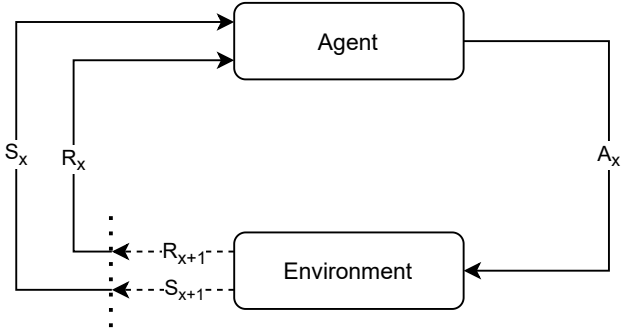 Agent
Sₓ
Rₓ
Aₓ
Rₓ₊₁
Environment
Sₓ₊₁